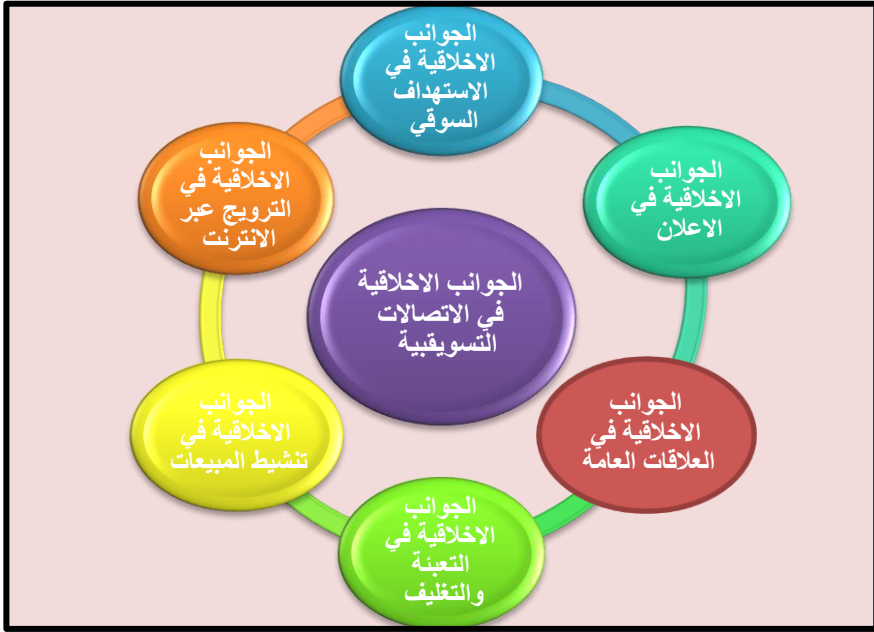 الجوانب
الاخلاقية في
الاستهداف
السوقي
الجوانب
الاخلاقية في
الاعلان
الجوانب
الاخلاقية في
العلاقات العامة
الجوانب
الاخلاقية في
التعبئة
والتغليف
الجوانب
الاخلاقية في
تنشيط المبيعات
الجوانب
الاخلاقية في
الترويج عبر
الانترنت
الجوانب الاخلاقية
في الاتصالات
التسويقبية